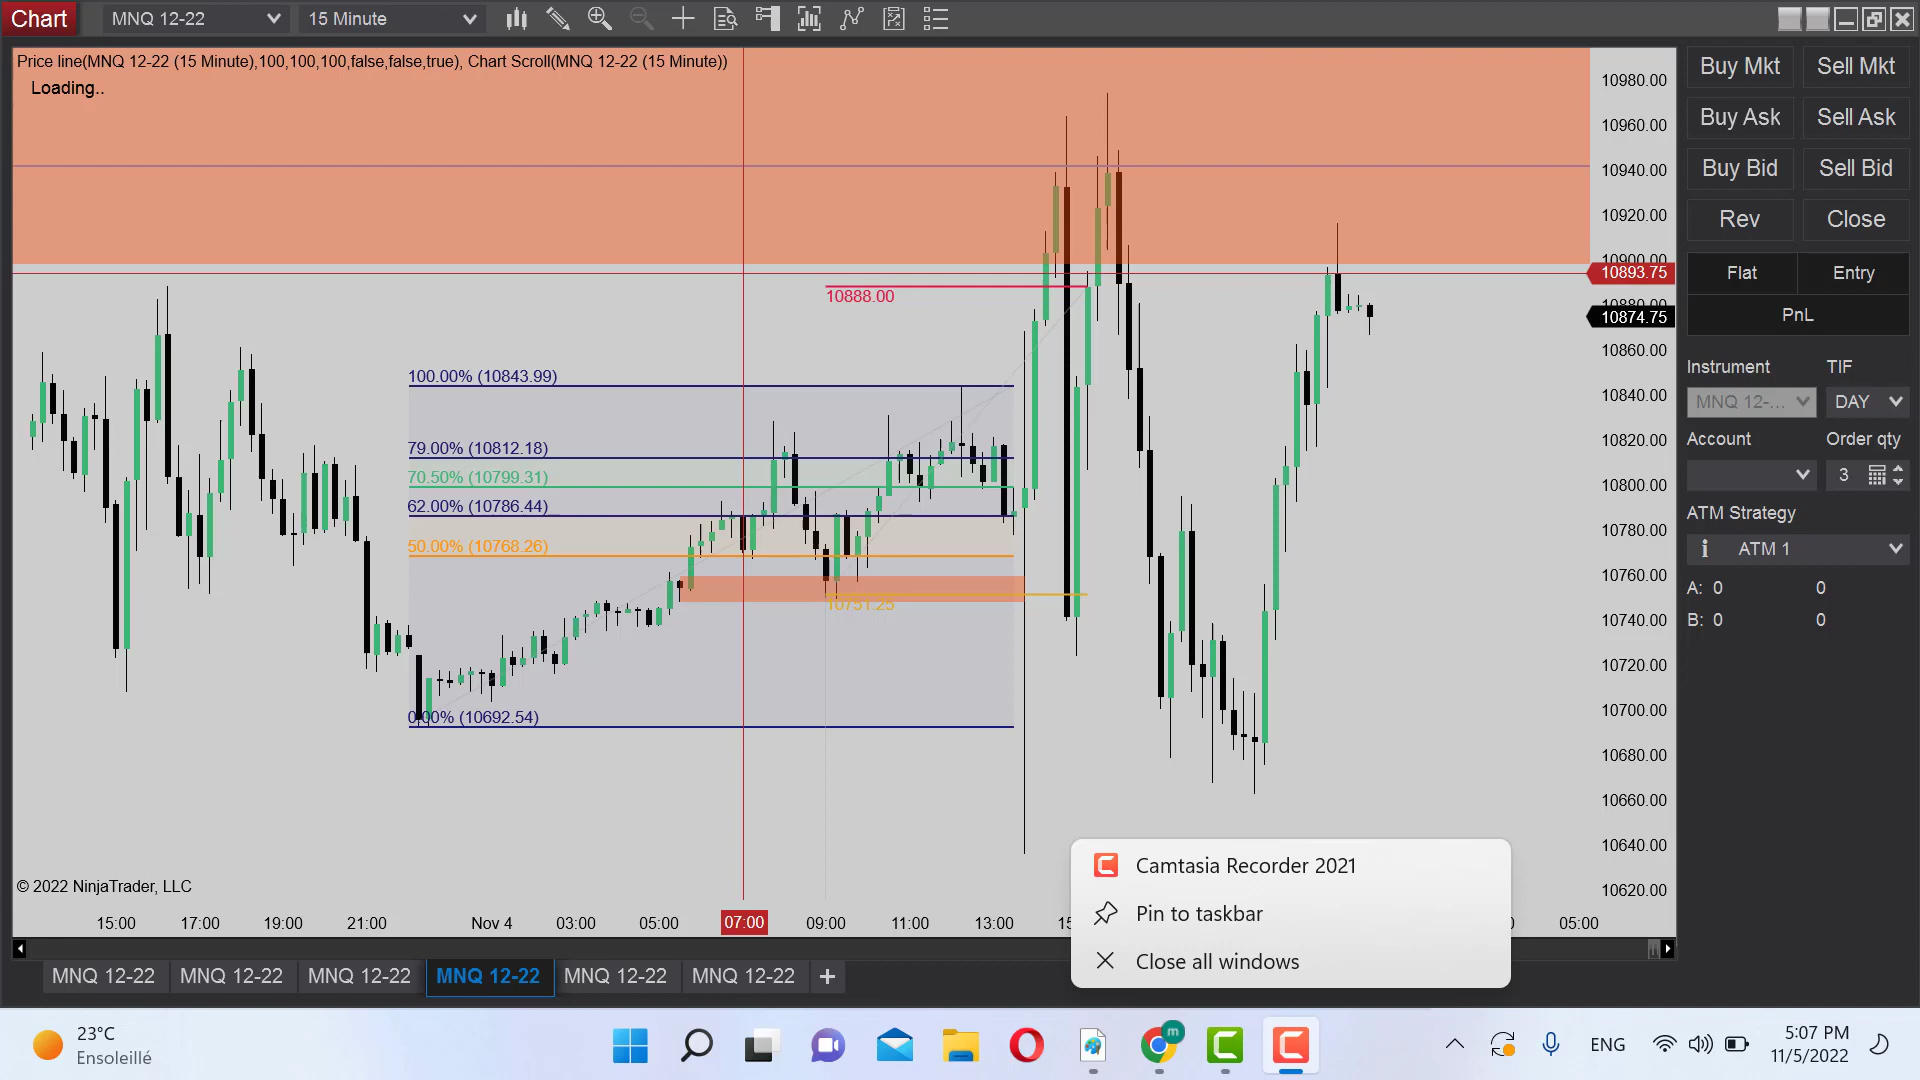 Chart
MNQ 12-22
15 Minute
Price line(MNQ 12-22 (15 Minute),100,100,100,false,false,true), Chart Scroll(MNQ 12-22 (15 Minute))
Loading..
10888.00
100.00% (10843.99)
79.00% (10812.18)
70.50% (10799.31)
62.00% (10786.44)
50.00% (10768.26)
10751.25
0.00% (10692.54)
© 2022 NinjaTrader, LLC
10980.00
10960.00
10940.00
10920.00
10900.00
10893.75
10880.00
10874.75
10860.00
10840.00
10820.00
10800.00
10780.00
10760.00
10740.00
10720.00
10700.00
10680.00
10660.00
10640.00
10620.00
15:00 17:00 19:00 21:00 Nov 4 03:00 05:00 07:00 09:00 11:00 13:00 05:00
Buy Mkt Sell Mkt
Buy Ask Sell Ask
Buy Bid Sell Bid
Rev Close
Flat Entry
PnL
Instrument TIF
MNQ 12-... DAY
Account Order qty
3
ATM Strategy
ATM 1
A: 0 0
B: 0 0
Camtasia Recorder 2021
Pin to taskbar
Close all windows
MNQ 12-22 MNQ 12-22 MNQ 12-22 MNQ 12-22 MNQ 12-22 MNQ 12-22 +
23°C
Ensoleillé
m
ENG
5:07 PM
11/5/2022